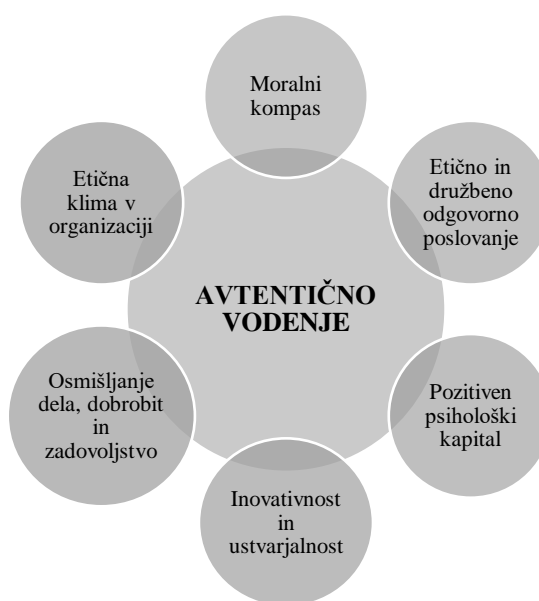 Moralni
kompas
Etično in
družbeno
odgovorno
poslovanje
Pozitiven
psihološki
kapital
Inovativnost
in
ustvarjalnost
Osmišljanje
dela, dobrobit
in
zadovoljstvo
Etična
klima v
organizaciji
AVTENTIČNO
VODENJE